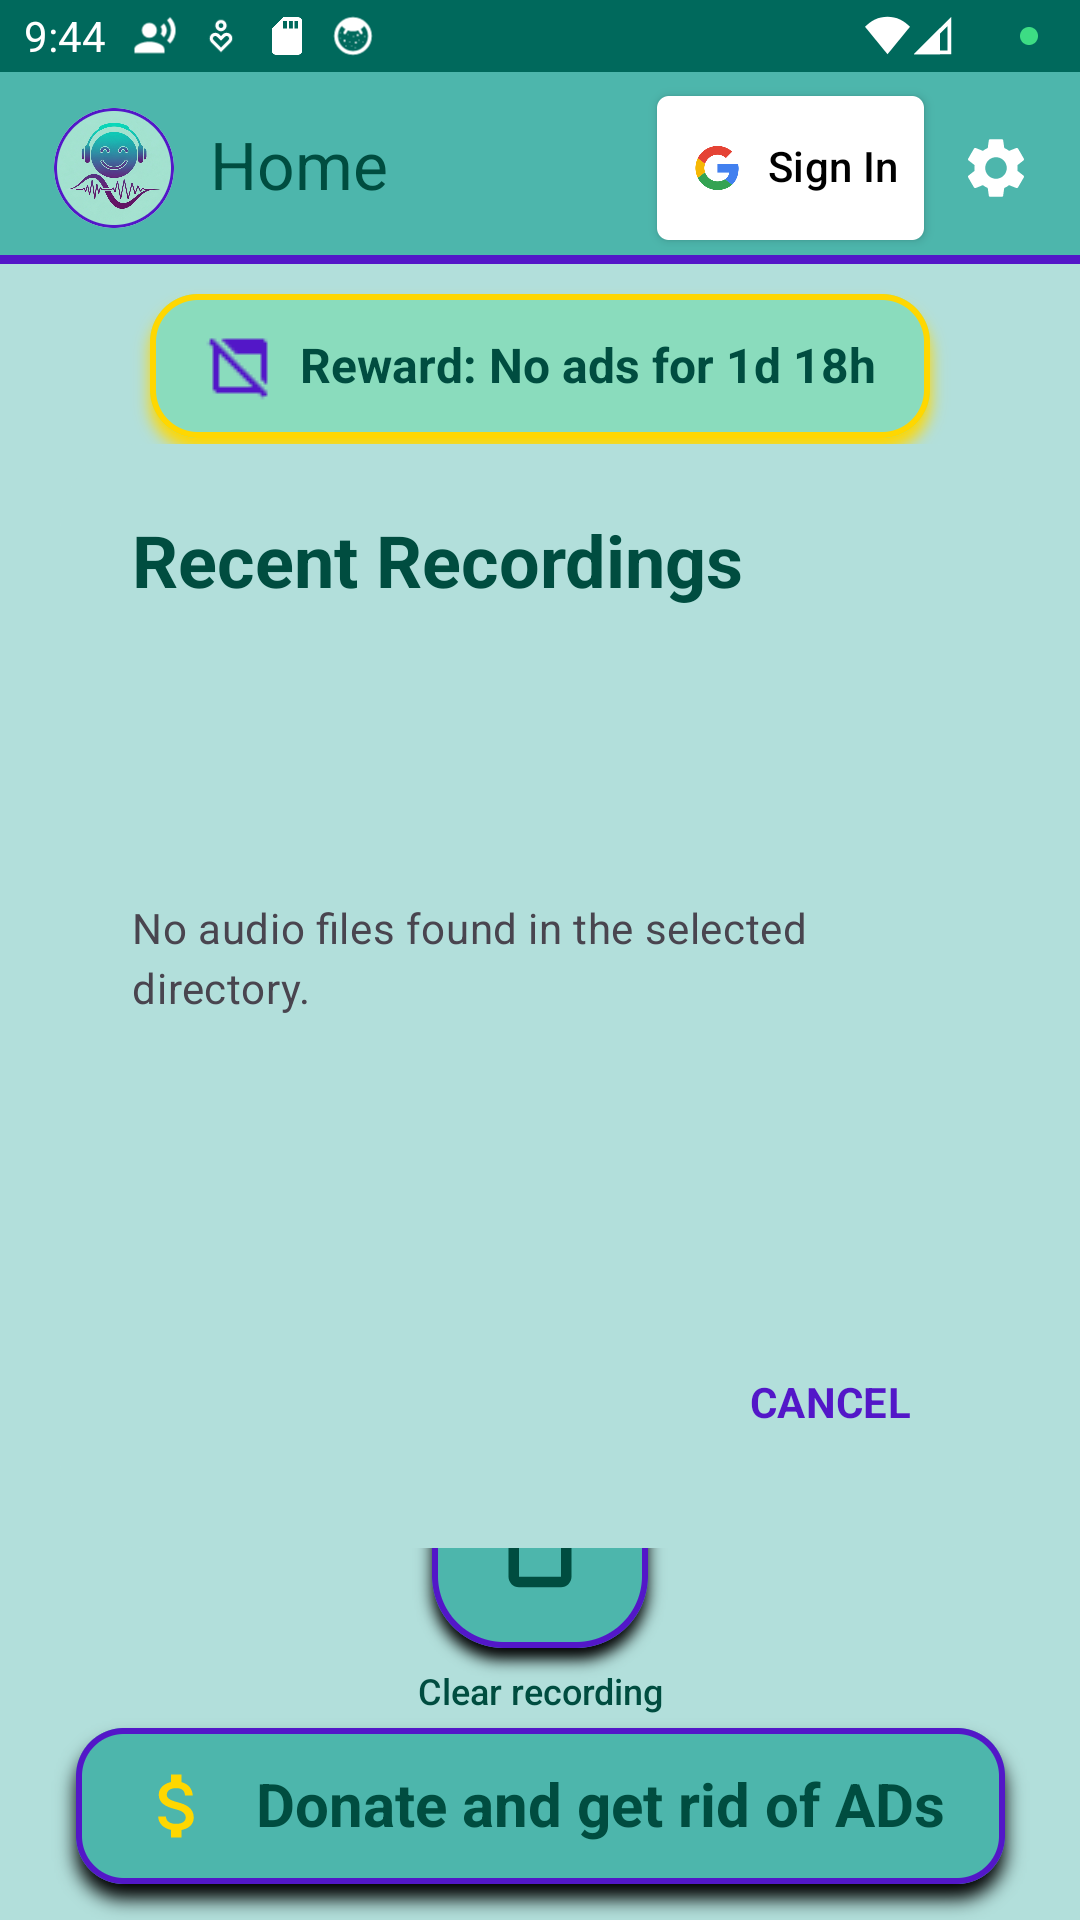 9:44
Home
Sign In
Reward: No ads for 1d 18h
Recent Recordings
No audio files found in the selected
directory.
CANCEL
Clear recording
Donate and get rid of ADs